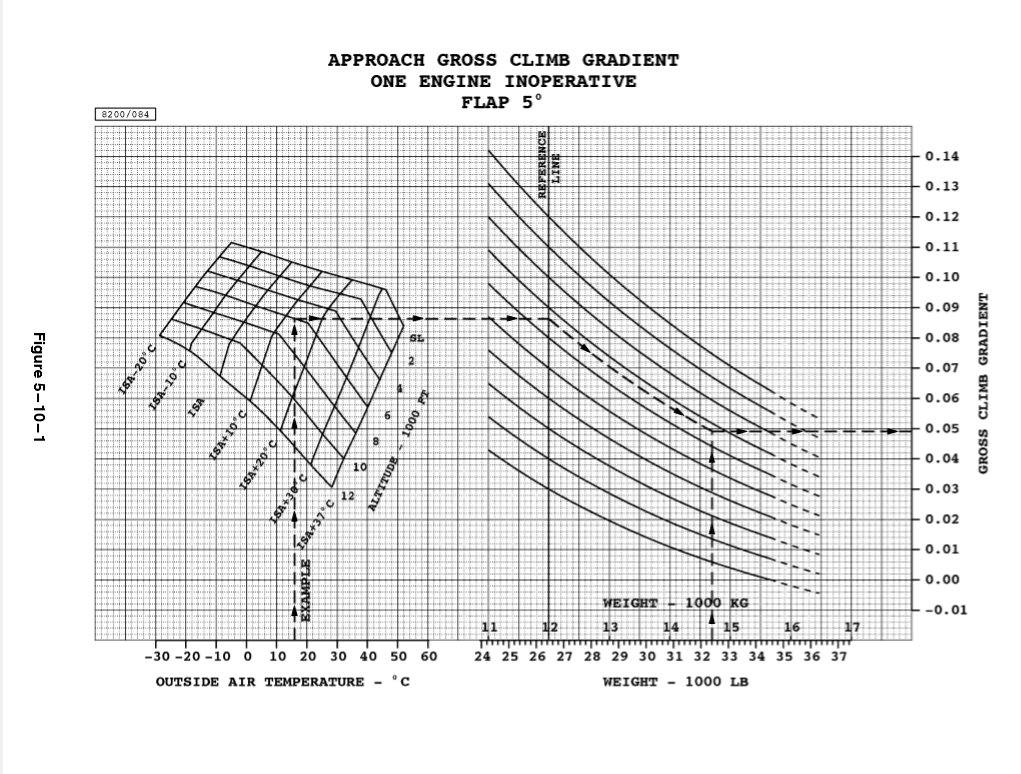 APPROACH GROSS CLIMB GRADIENT
ONE ENGINE INOPERATIVE
FLAP 5°
8200/084
REFERENCE
LINE
0.14
0.13
0.12
0.11
0.10
0.09
0.08
0.07
0.06
0.05
0.04
0.03
0.02
0.01
0.00
-0.01
GROSS CLIMB GRADIENT
Figure 5-10-1
SL
2
4
6
8
10
12
ALTITUDE - 1000 FT
ISA-20°C
ISA-10°C
ISA
ISA+10°C
ISA+20°C
ISA+30°C
ISA+37°C
EXAMPLE
WEIGHT - 1000 KG
11 12 13 14 15 16 17
-30 -20 -10 0 10 20 30 40 50 60
24 25 26 27 28 29 30 31 32 33 34 35 36 37
OUTSIDE AIR TEMPERATURE - °C
WEIGHT - 1000 LB